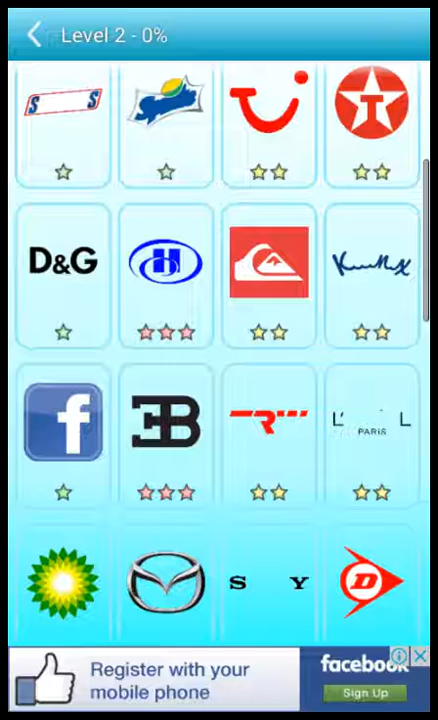 Level 2 - 0%
S S
T
D&G
H
f
B
R
L' L
PARiS
S Y
D
Register with your
mobile phone
facebook
Sign Up